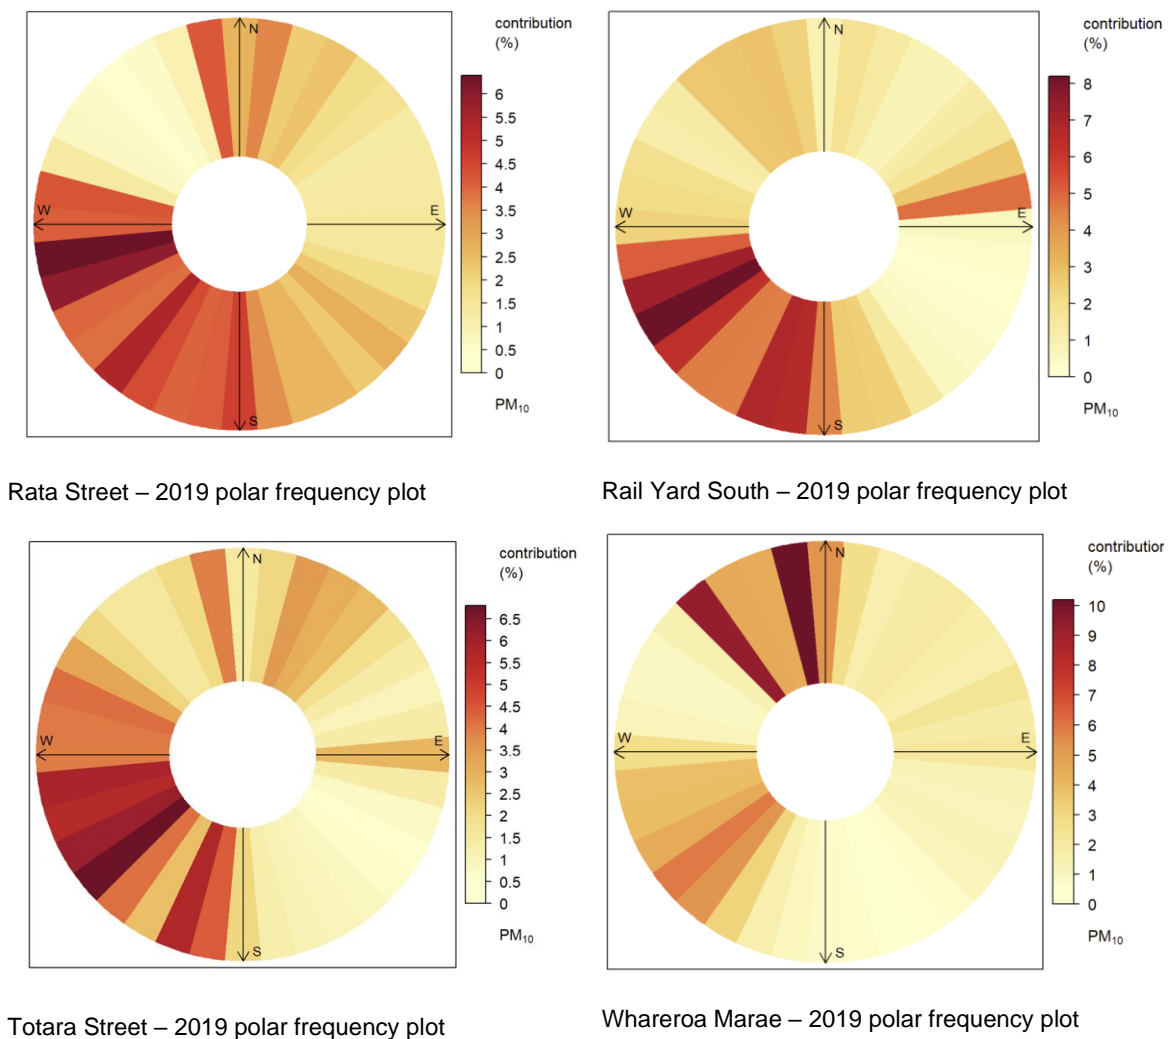 contribution
(%)
N
E
S
W
6
5.5
5
4.5
4
3.5
3
2.5
2
1.5
1
0.5
0
PM₁₀
contribution
(%)
N
E
S
W
8
7
6
5
4
3
2
1
0
PM₁₀
Rata Street – 2019 polar frequency plot
Rail Yard South – 2019 polar frequency plot
contribution
(%)
N
E
S
W
6.5
6
5.5
5
4.5
4
3.5
3
2.5
2
1.5
1
0.5
0
PM₁₀
contribution
(%)
N
E
S
W
10
9
8
7
6
5
4
3
2
1
0
PM₁₀
Totara Street – 2019 polar frequency plot
Whareroa Marae – 2019 polar frequency plot